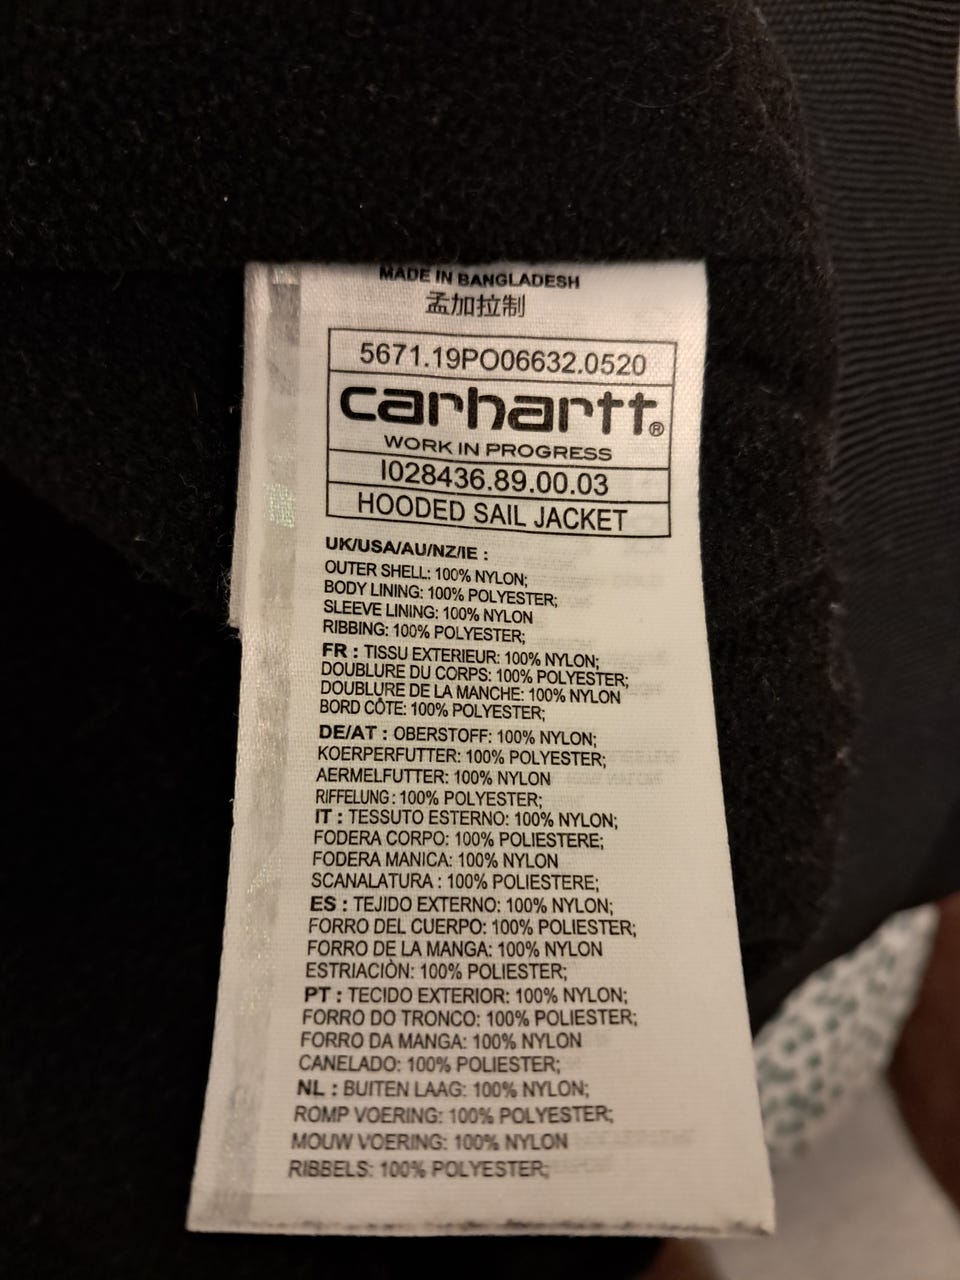 MADE IN BANGLADESH
孟加拉制
5671.19PO06632.0520
carhartt®
WORK IN PROGRESS
I028436.89.00.03
HOODED SAIL JACKET
UK/USA/AU/NZ/IE :
OUTER SHELL: 100% NYLON;
BODY LINING: 100% POLYESTER;
SLEEVE LINING: 100% NYLON
RIBBING: 100% POLYESTER;
FR : TISSU EXTERIEUR: 100% NYLON;
DOUBLURE DU CORPS: 100% POLYESTER;
DOUBLURE DE LA MANCHE: 100% NYLON
BORD CÔTE: 100% POLYESTER;
DE/AT : OBERSTOFF: 100% NYLON;
KOERPERFUTTER: 100% POLYESTER;
AERMELFUTTER: 100% NYLON
RIFFELUNG : 100% POLYESTER;
IT : TESSUTO ESTERNO: 100% NYLON;
FODERA CORPO: 100% POLIESTERE;
FODERA MANICA: 100% NYLON
SCANALATURA : 100% POLIESTERE;
ES : TEJIDO EXTERNO: 100% NYLON;
FORRO DEL CUERPO: 100% POLIESTER;
FORRO DE LA MANGA: 100% NYLON
ESTRIACIÒN: 100% POLIESTER;
PT : TECIDO EXTERIOR: 100% NYLON;
FORRO DO TRONCO: 100% POLIESTER;
FORRO DA MANGA: 100% NYLON
CANELADO: 100% POLIESTER;
NL : BUITEN LAAG: 100% NYLON;
ROMP VOERING: 100% POLYESTER;
MOUW VOERING: 100% NYLON
RIBBELS: 100% POLYESTER;